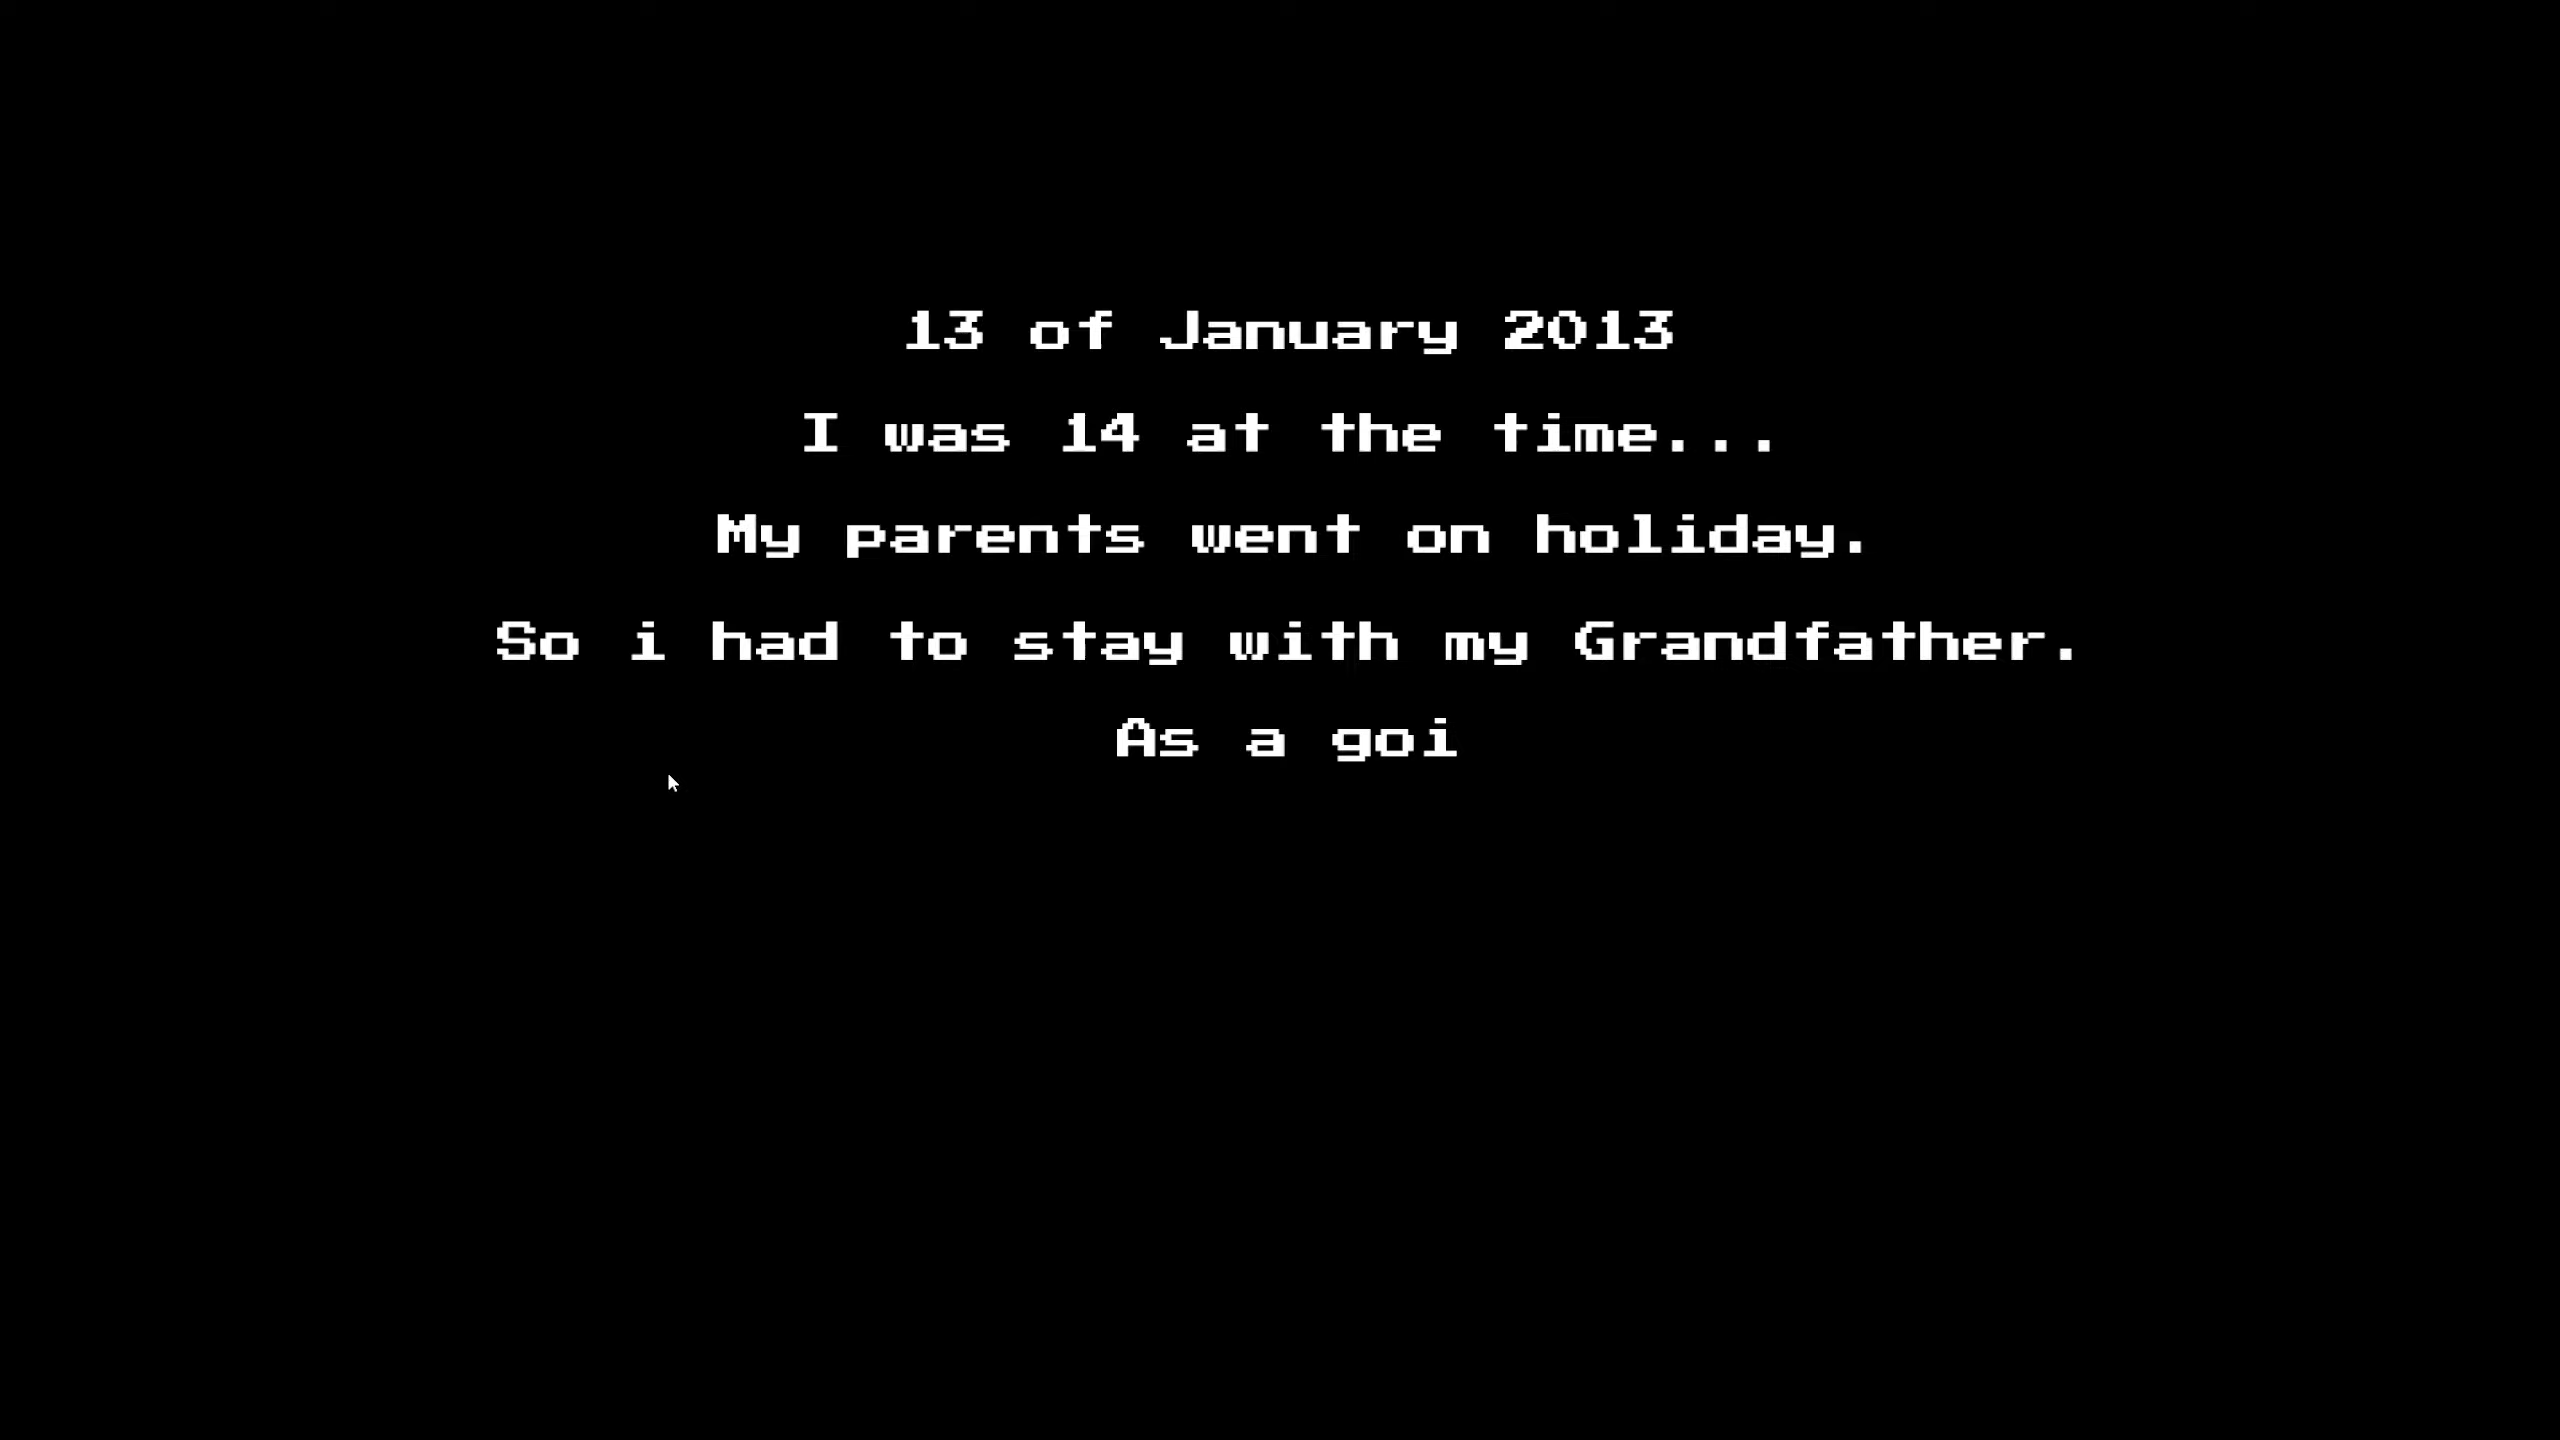 13 of January 2013
I was 14 at the time...
My parents went on holiday.
So i had to stay with my Grandfather.
As a goi